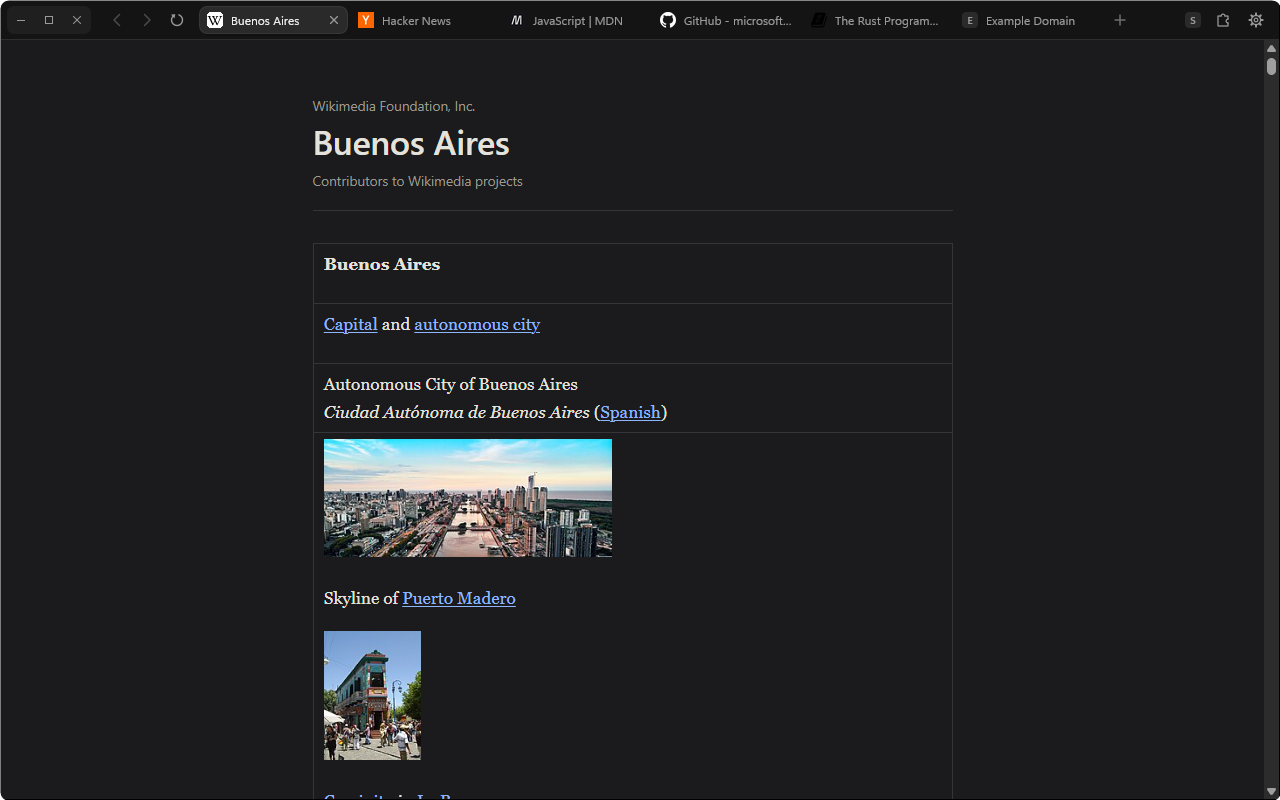 Buenos Aires
Hacker News
JavaScript | MDN
GitHub - microsoft...
The Rust Program...
E
Example Domain
S
Wikimedia Foundation, Inc.
Buenos Aires
Contributors to Wikimedia projects
Buenos Aires
Capital and autonomous city
Autonomous City of Buenos Aires
Ciudad Autónoma de Buenos Aires (Spanish)
Skyline of Puerto Madero